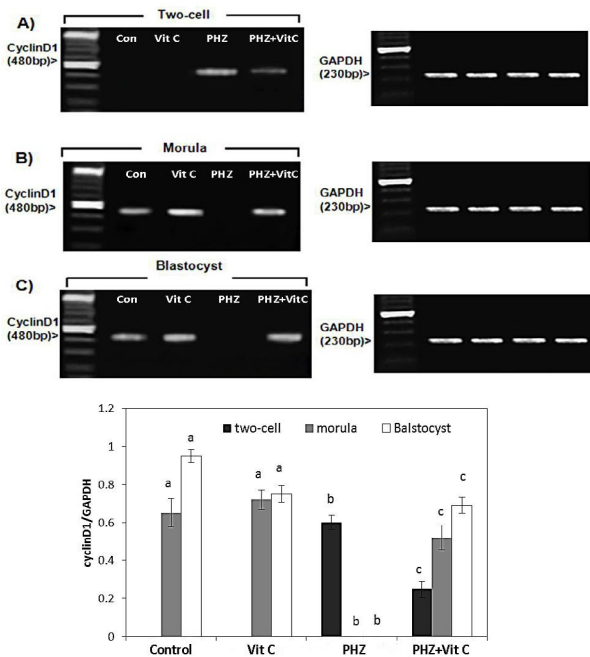 A) Two-cell
CyclinD1
(480bp)>
Con Vit C PHZ PHZ+VitC
GAPDH
(230bp)>
B) Morula
CyclinD1
(480bp)>
Con Vit C PHZ PHZ+VitC
GAPDH
(230bp)>
Blastocyst
C)
CyclinD1
(480bp)>
Con Vit C PHZ PHZ+VitC
GAPDH
(230bp)>
1.2
1
0.8
0.6
0.4
0.2
0
cyclinD1/GAPDH
two-cell morula Balstocyst
a a
a a
b b b
c c c
Control Vit C PHZ PHZ+Vit C